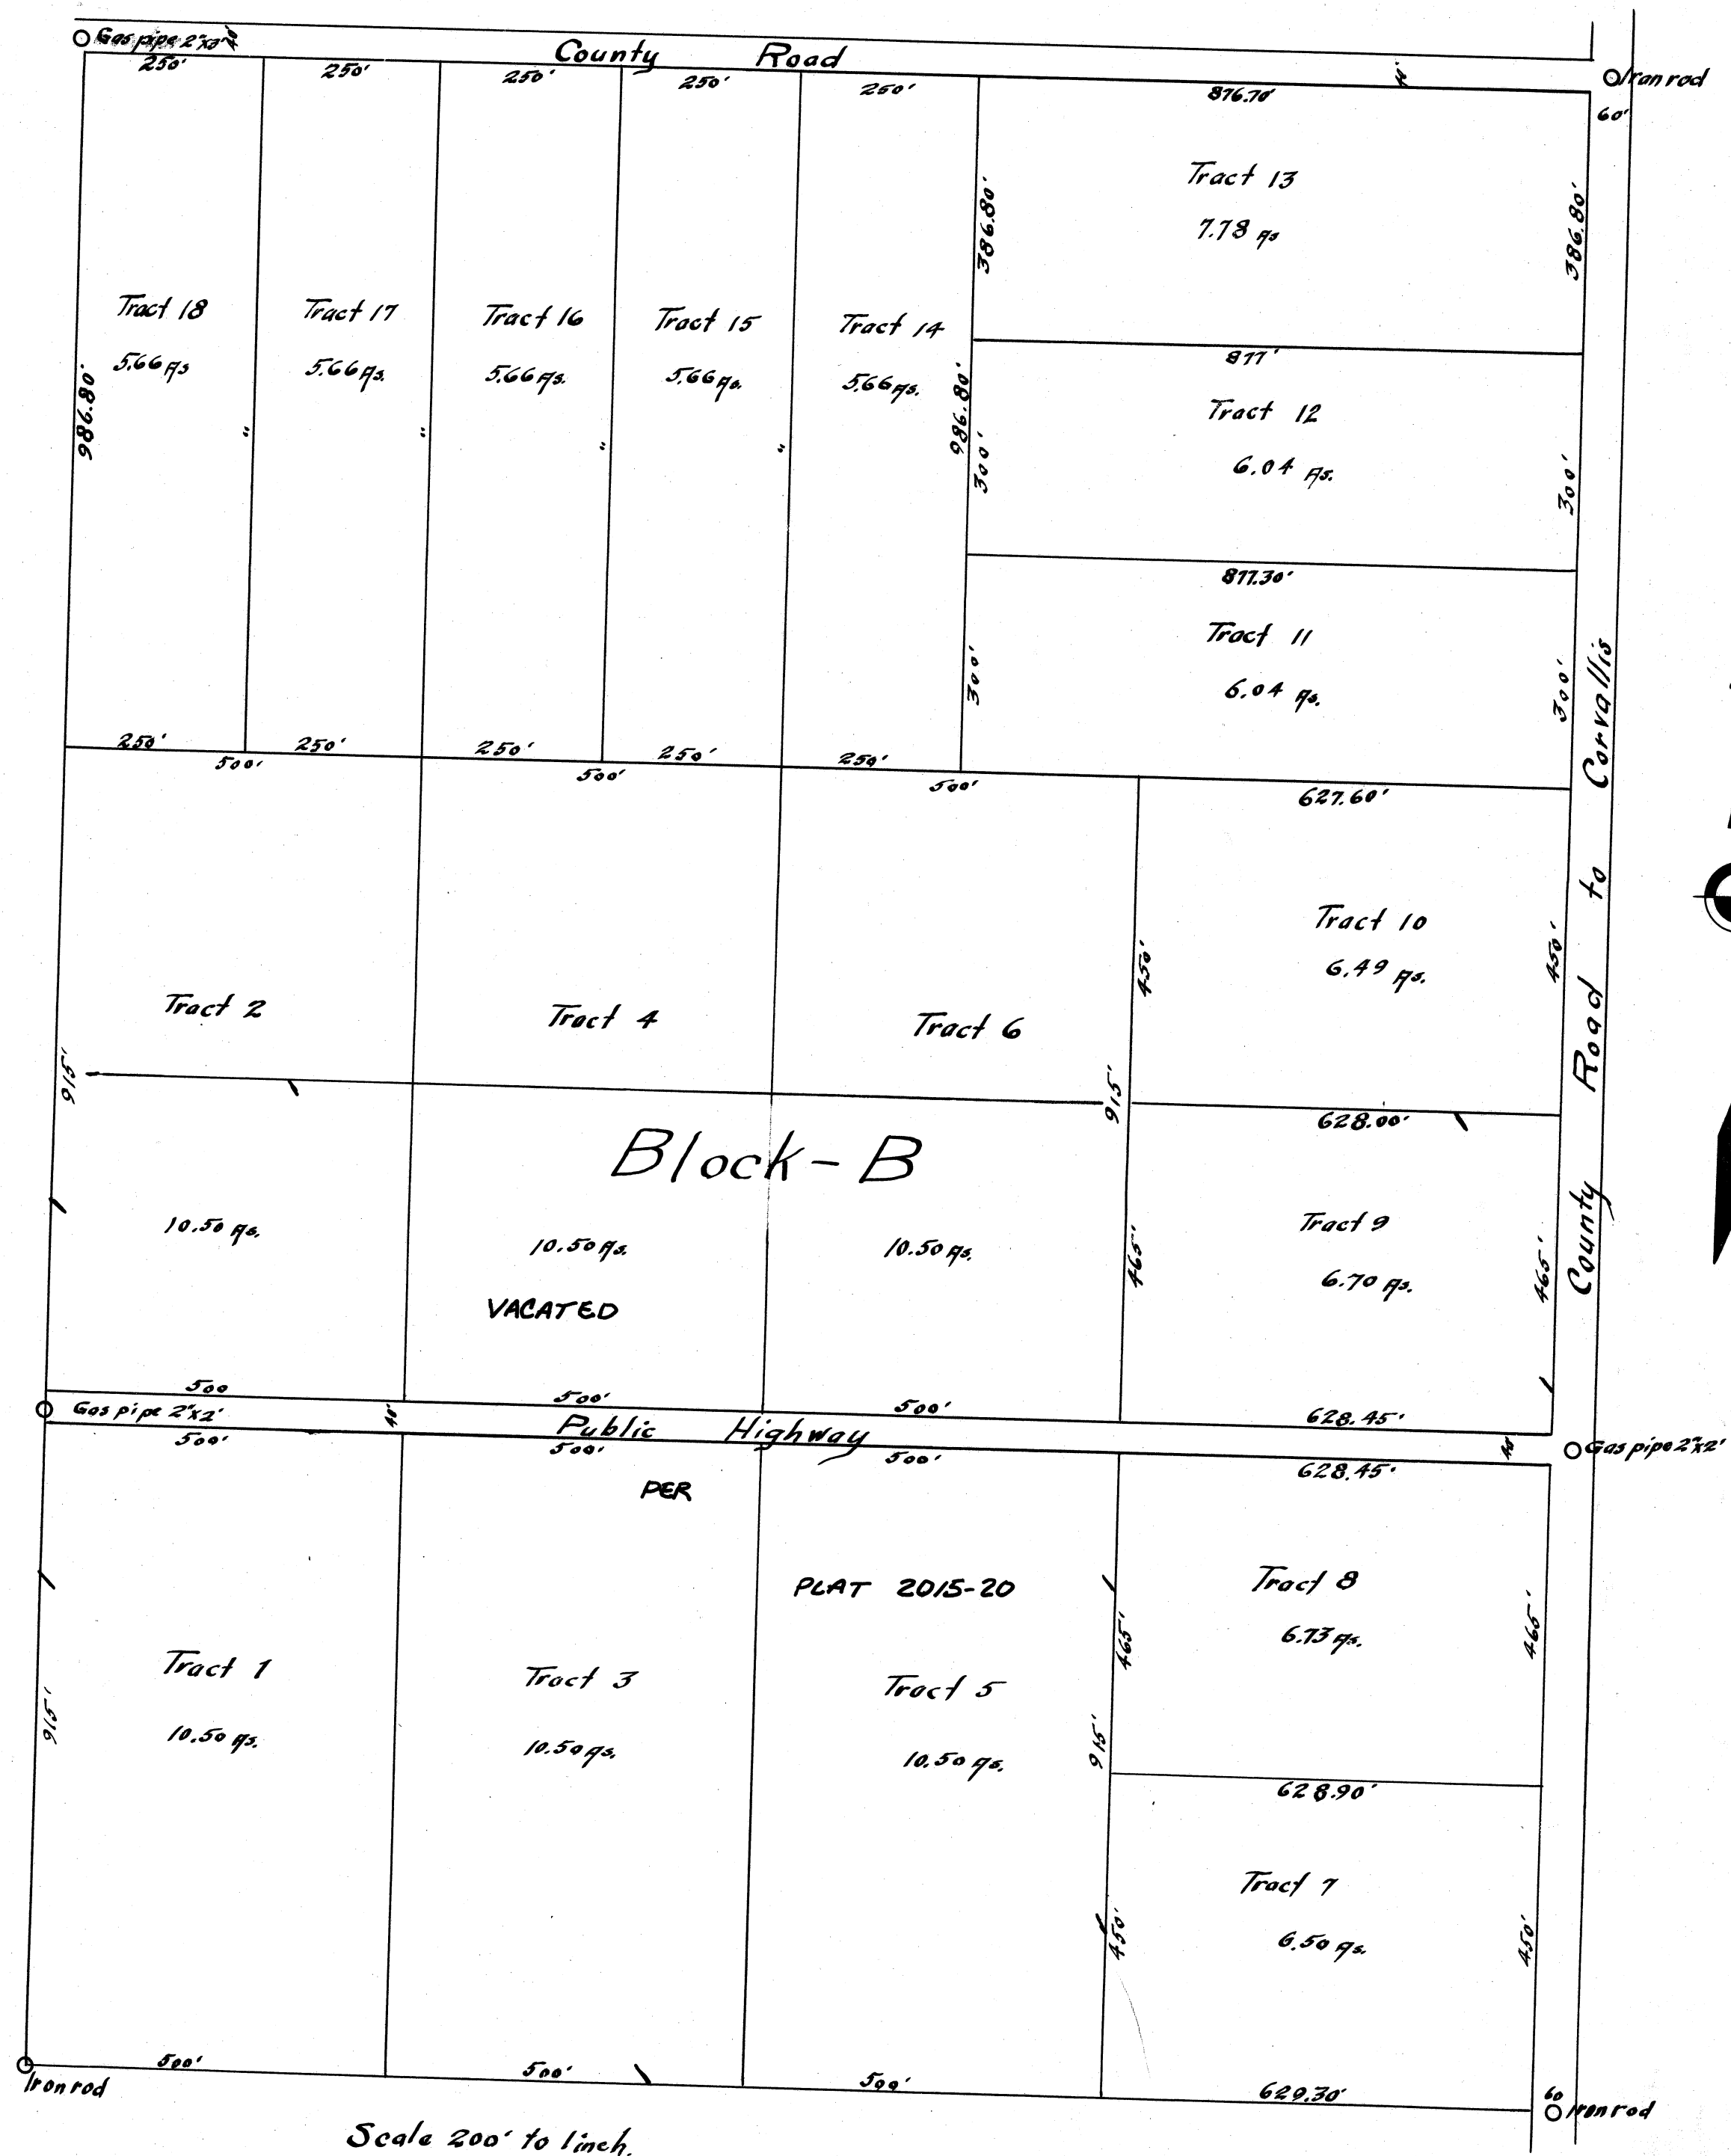 Gas pipe 2"x3' 40'
County Road
40'
Iron rod
250' 250' 250' 250' 250' 876.70'
60'
Tract 13
7.78 As
386.80' 386.80'
Tract 18 Tract 17 Tract 16 Tract 15 Tract 14
5.66 As 5.66 As. 5.66 As. 5.66 As. 5.66 As.
877'
986.80' " " " " 986.80'
Tract 12
6.04 As.
300' 300'
877.30'
Tract 11
6.04 As.
300' 300'
250' 250' 250' 250' 250'
500' 500' 500' 627.60'
County Road to Corvallis
Tract 10
6.49 As.
450' 450'
Tract 2 Tract 4 Tract 6
915' 915'
628.00'
Block-B
Tract 9
10.50 As. 10.50 As. 10.50 As.
6.70 As.
465' 465'
VACATED
500 500' 500' 628.45'
Gas pipe 2"x2' 40'
Public Highway
40' Gas pipe 2"x2'
500' 500' 500' 628.45'
PER
PLAT 2015-20
Tract 8
6.73 As.
465' 465'
Tract 1 Tract 3 Tract 5
10.50 As. 10.50 As. 10.50 As.
915' 915'
628.90'
Tract 7
6.50 As.
450' 450'
500' 500' 500' 629.30'
60
Iron rod
Iron rod
Scale 200' to 1 inch.